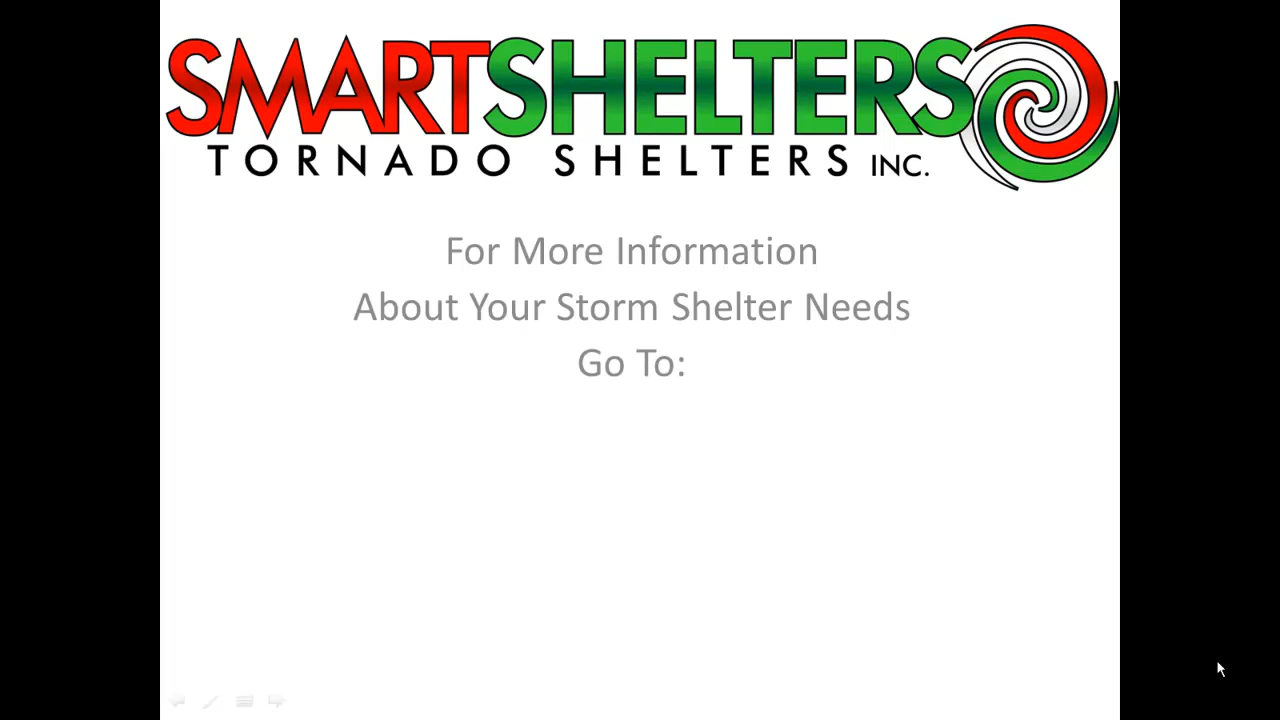 SMARTSHELTERS
TORNADO SHELTERS INC.
For More Information
About Your Storm Shelter Needs
Go To: